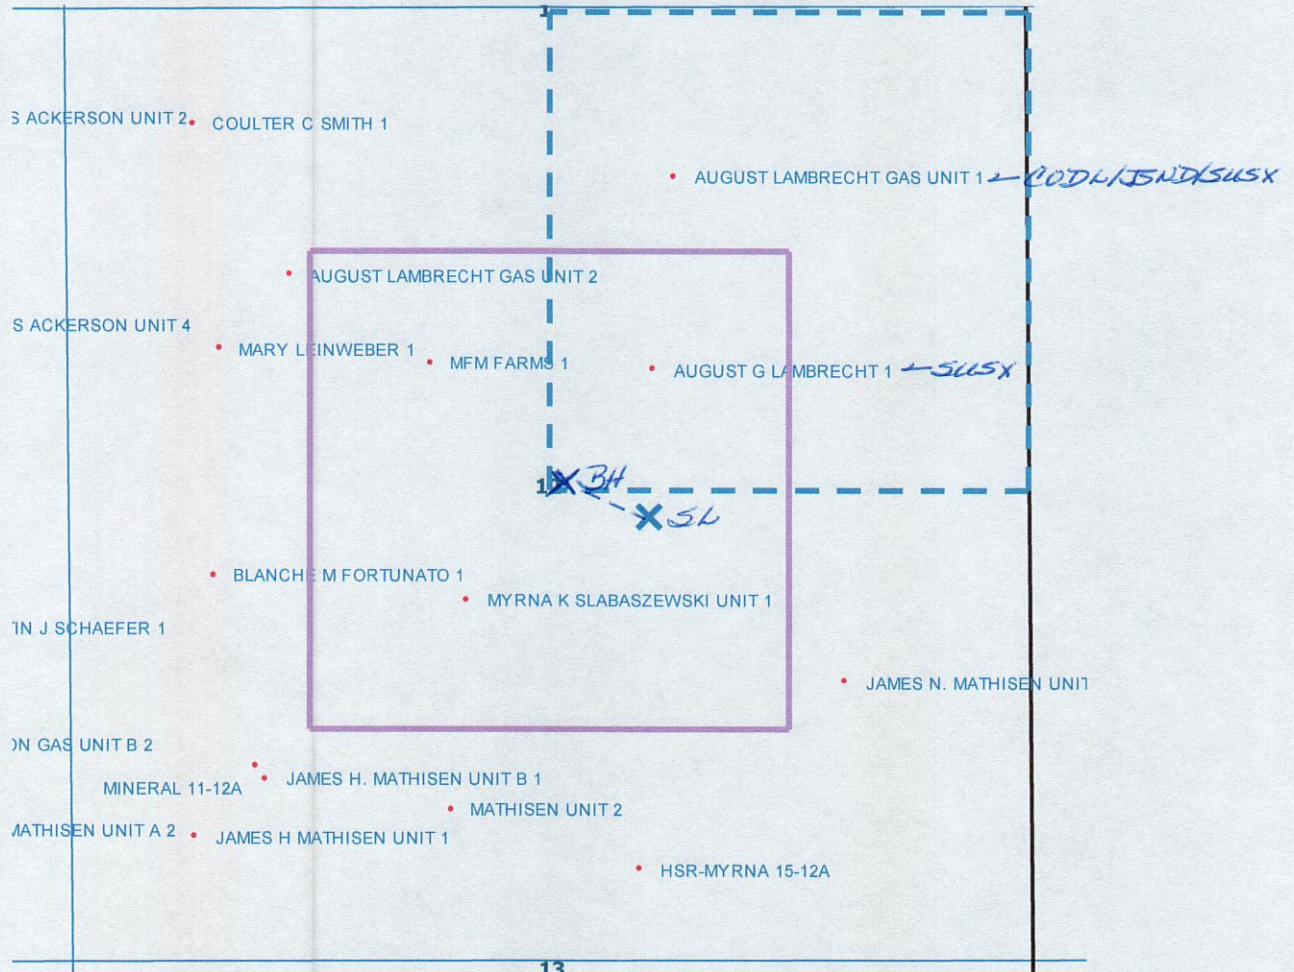 1
S ACKERSON UNIT 2
COULTER C SMITH 1
AUGUST LAMBRECHT GAS UNIT 1 ← CODL/JSND/SUSX
AUGUST LAMBRECHT GAS UNIT 2
S ACKERSON UNIT 4
MARY LEINWEBER 1
MFM FARMS 1
AUGUST G LAMBRECHT 1 ← SUSX
BH
SL
BLANCHE M FORTUNATO 1
MYRNA K SLABASZEWSKI UNIT 1
IN J SCHAEFER 1
JAMES N. MATHISEN UNIT
ON GAS UNIT B 2
JAMES H. MATHISEN UNIT B 1
MINERAL 11-12A
MATHISEN UNIT 2
MATHISEN UNIT A 2
JAMES H MATHISEN UNIT 1
HSR-MYRNA 15-12A
13